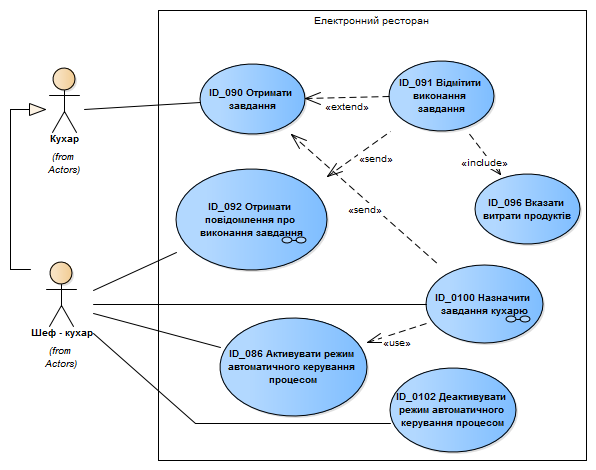 Електронний ресторан
ID_090 Отримати
завдання
ID_091 Відмітити
виконання
завдання
«extend»
Кухар
(from
Actors)
«send»
«include»
ID_092 Отримати
повідомлення про
виконання завдання
«send»
ID_096 Вказати
витрати продуктів
ID_0100 Назначити
завдання кухарю
Шеф - кухар
(from
Actors)
«use»
ID_086 Активувати режим
автоматичного керування
процесом
ID_0102 Деактивувати
режим автоматичного
керування процесом